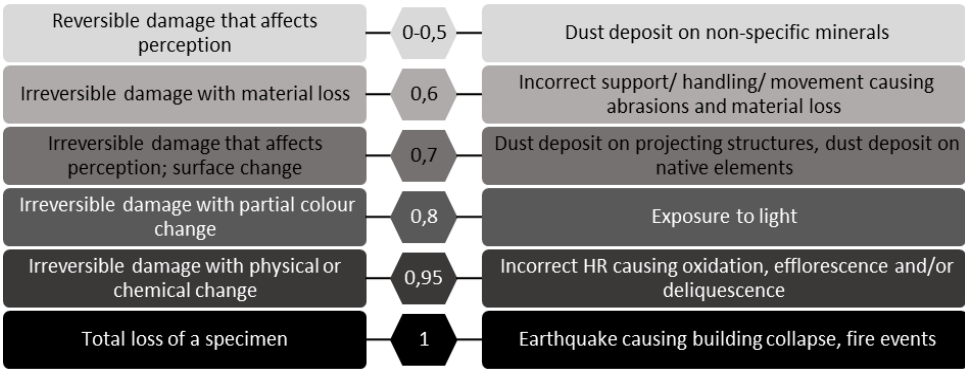 Reversible damage that affects
perception
0-0,5
Dust deposit on non-specific minerals
Irreversible damage with material loss
0,6
Incorrect support/ handling/ movement causing
abrasions and material loss
Irreversible damage that affects
perception; surface change
0,7
Dust deposit on projecting structures, dust deposit on
native elements
Irreversible damage with partial colour
change
0,8
Exposure to light
Irreversible damage with physical or
chemical change
0,95
Incorrect HR causing oxidation, efflorescence and/or
deliquescence
Total loss of a specimen
1
Earthquake causing building collapse, fire events